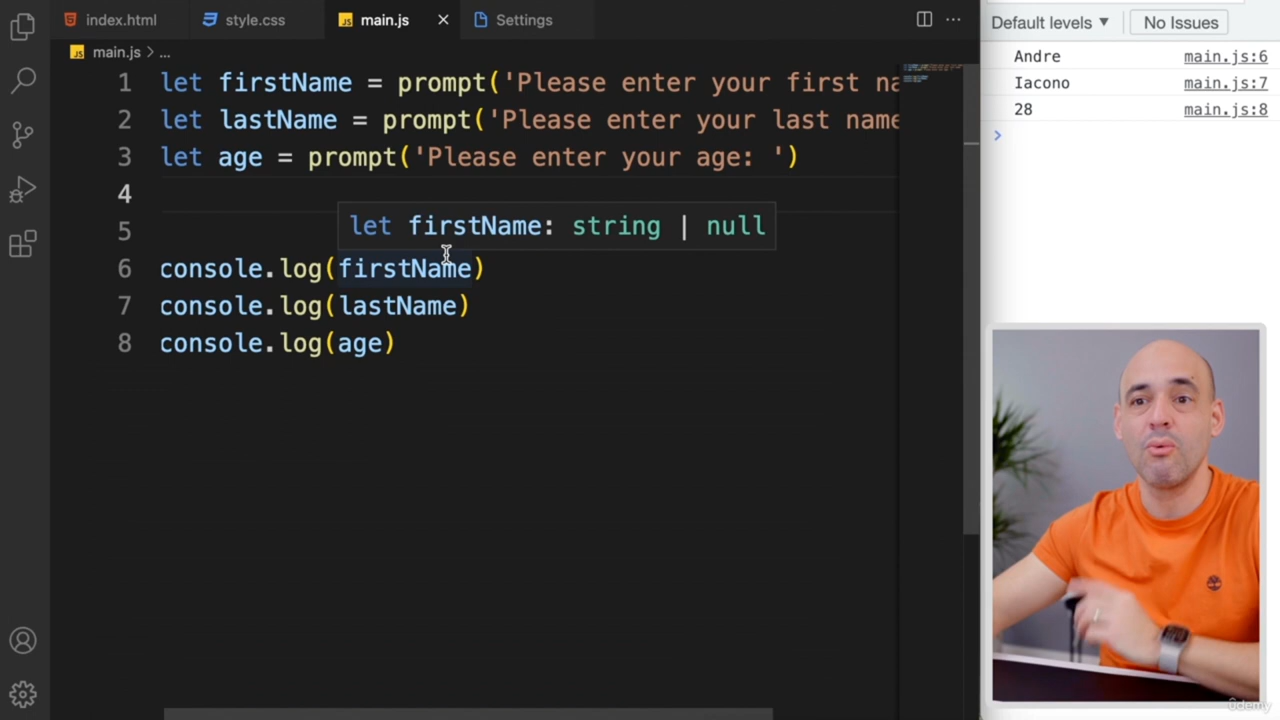 index.html
style.css
main.js
Settings
main.js > ...
1 let firstName = prompt('Please enter your first na
2 let lastName = prompt('Please enter your last name
3 let age = prompt('Please enter your age: ')
4
let firstName: string | null
5
6 console.log(firstName)
7 console.log(lastName)
8 console.log(age)
Default levels ▼ No Issues
Andre main.js:6
Iacono main.js:7
28 main.js:8
>
ûdemy